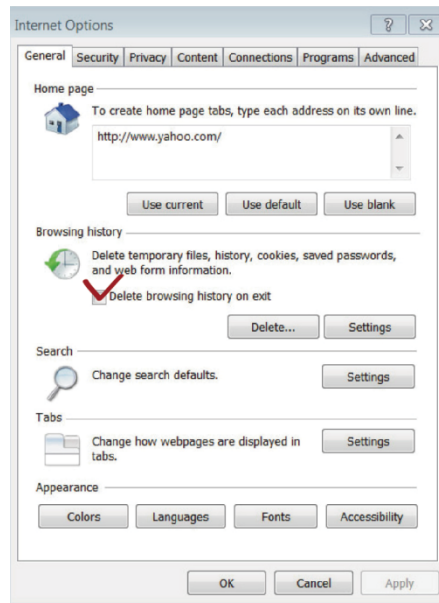 Internet Options
General Security Privacy Content Connections Programs Advanced
Home page
To create home page tabs, type each address on its own line.
http://www.yahoo.com/
Use current Use default Use blank
Browsing history
Delete temporary files, history, cookies, saved passwords,
and web form information.
Delete browsing history on exit
Delete... Settings
Search
Change search defaults. Settings
Tabs
Change how webpages are displayed in Settings
tabs.
Appearance
Colors Languages Fonts Accessibility
OK Cancel Apply